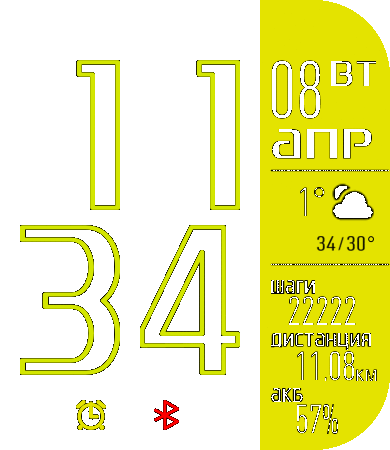 11
34
08 ВТ
апр
1°
34/30°
шаги
22222
дистанция
11.08км
акб
57%